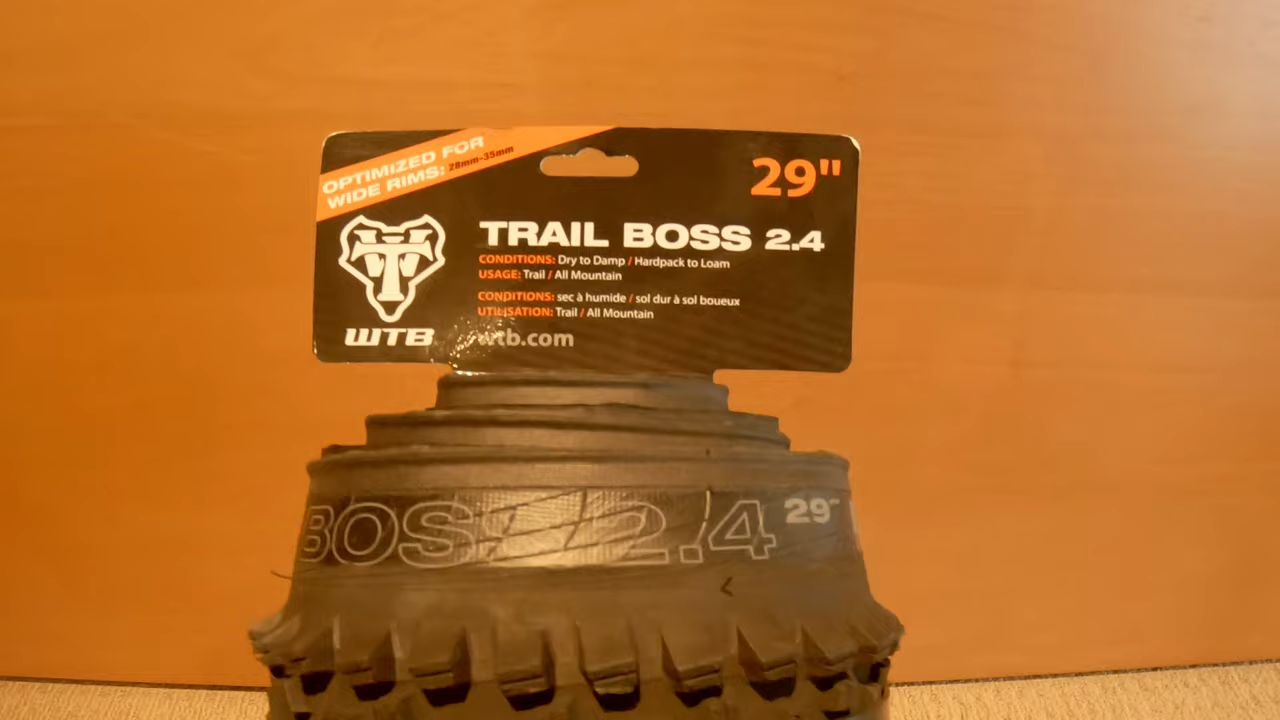 OPTIMIZED FOR
WIDE RIMS: 28mm-35mm
29"
TRAIL BOSS 2.4
CONDITIONS: Dry to Damp / Hardpack to Loam
USAGE: Trail / All Mountain
CONDITIONS: sec à humide / sol dur à sol boueux
UTILISATION: Trail / All Mountain
WTB
wtb.com
BOSS 2.4 29"